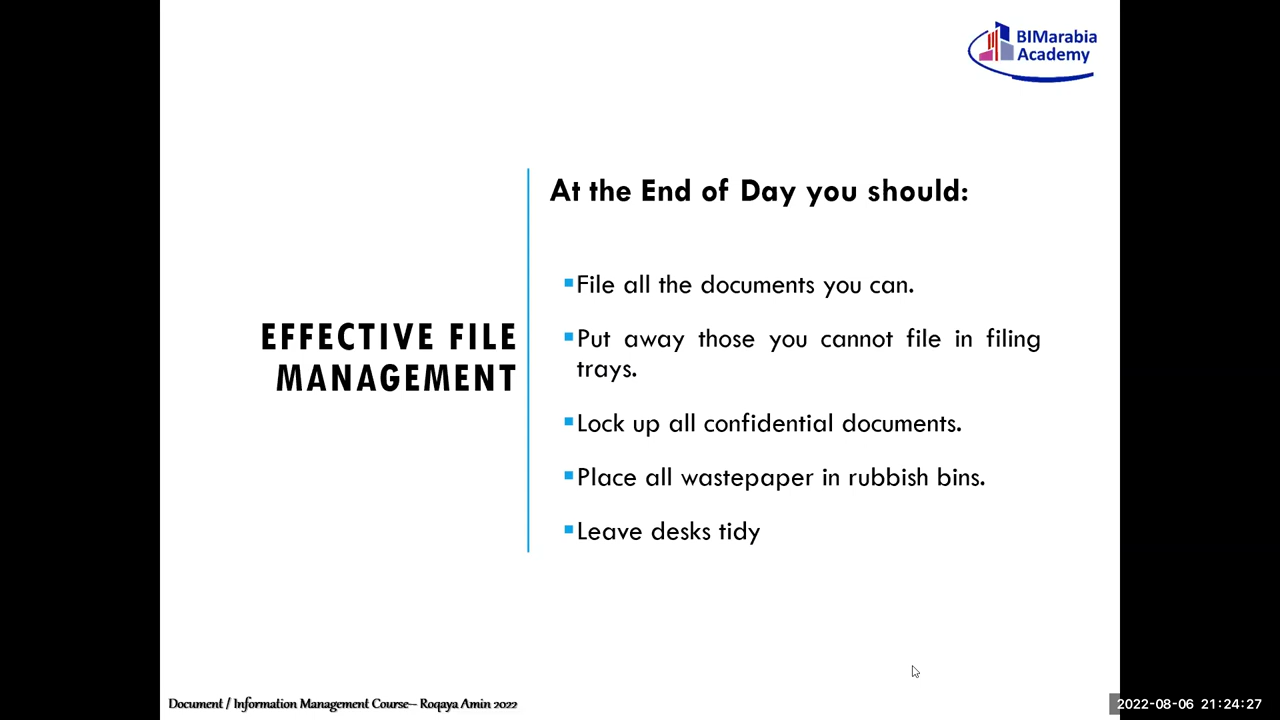 BIMarabia
Academy
At the End of Day you should:
▪File all the documents you can.
▪Put away those you cannot file in filing
trays.
▪Lock up all confidential documents.
▪Place all wastepaper in rubbish bins.
▪Leave desks tidy
EFFECTIVE FILE
MANAGEMENT
Document / Information Management Course– Roqaya Amin 2022
2022-08-06 21:24:27